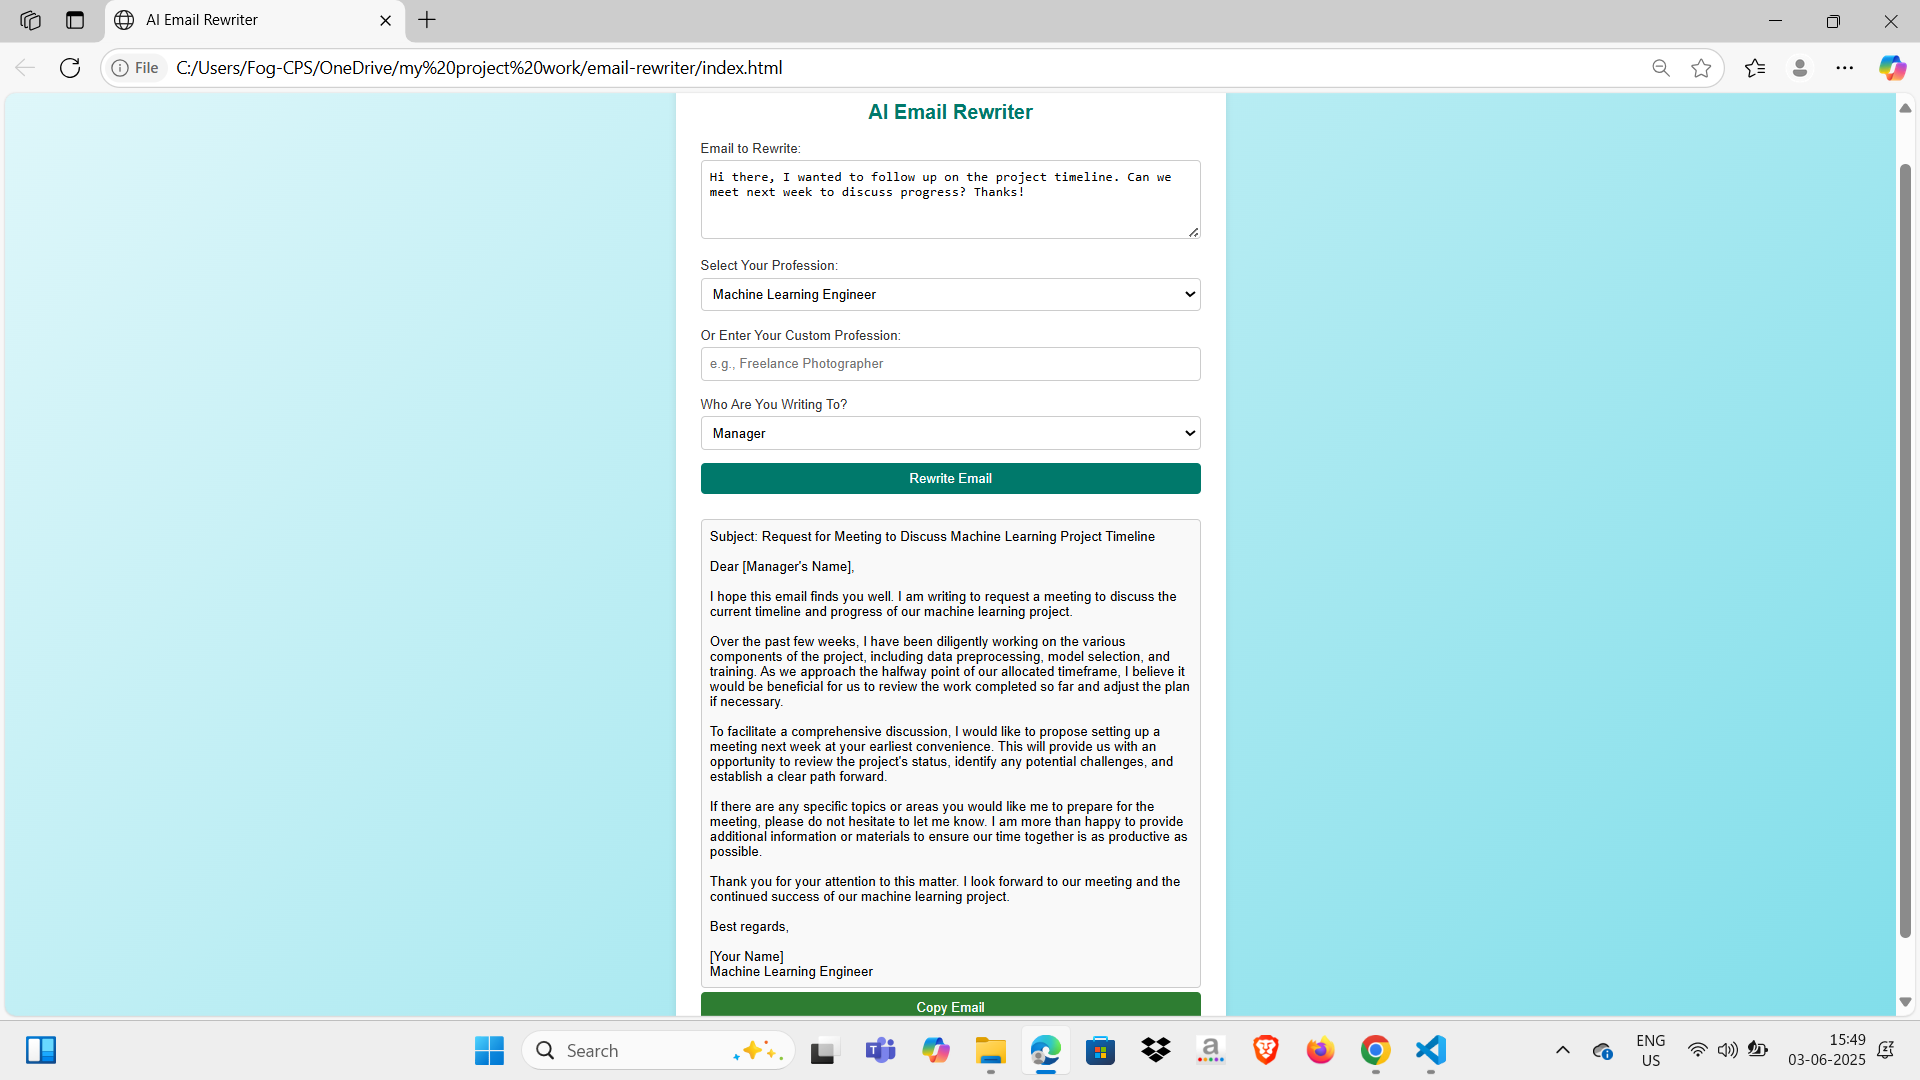 AI Email Rewriter
File
C:/Users/Fog-CPS/OneDrive/my%20project%20work/email-rewriter/index.html
AI Email Rewriter
Email to Rewrite:
Hi there, I wanted to follow up on the project timeline. Can we
meet next week to discuss progress? Thanks!
Select Your Profession:
Machine Learning Engineer
Or Enter Your Custom Profession:
e.g., Freelance Photographer
Who Are You Writing To?
Manager
Rewrite Email
Subject: Request for Meeting to Discuss Machine Learning Project Timeline
Dear [Manager's Name],
I hope this email finds you well. I am writing to request a meeting to discuss the
current timeline and progress of our machine learning project.
Over the past few weeks, I have been diligently working on the various
components of the project, including data preprocessing, model selection, and
training. As we approach the halfway point of our allocated timeframe, I believe it
would be beneficial for us to review the work completed so far and adjust the plan
if necessary.
To facilitate a comprehensive discussion, I would like to propose setting up a
meeting next week at your earliest convenience. This will provide us with an
opportunity to review the project's status, identify any potential challenges, and
establish a clear path forward.
If there are any specific topics or areas you would like me to prepare for the
meeting, please do not hesitate to let me know. I am more than happy to provide
additional information or materials to ensure our time together is as productive as
possible.
Thank you for your attention to this matter. I look forward to our meeting and the
continued success of our machine learning project.
Best regards,
[Your Name]
Machine Learning Engineer
Copy Email
Search
ENG
US
15:49
03-06-2025